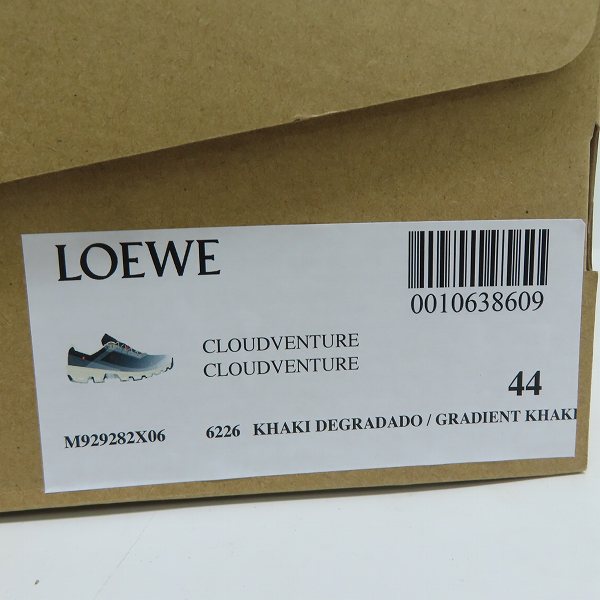 LOEWE
0010638609
CLOUDVENTURE
CLOUDVENTURE
44
M929282X06 6226 KHAKI DEGRADADO / GRADIENT KHAKI